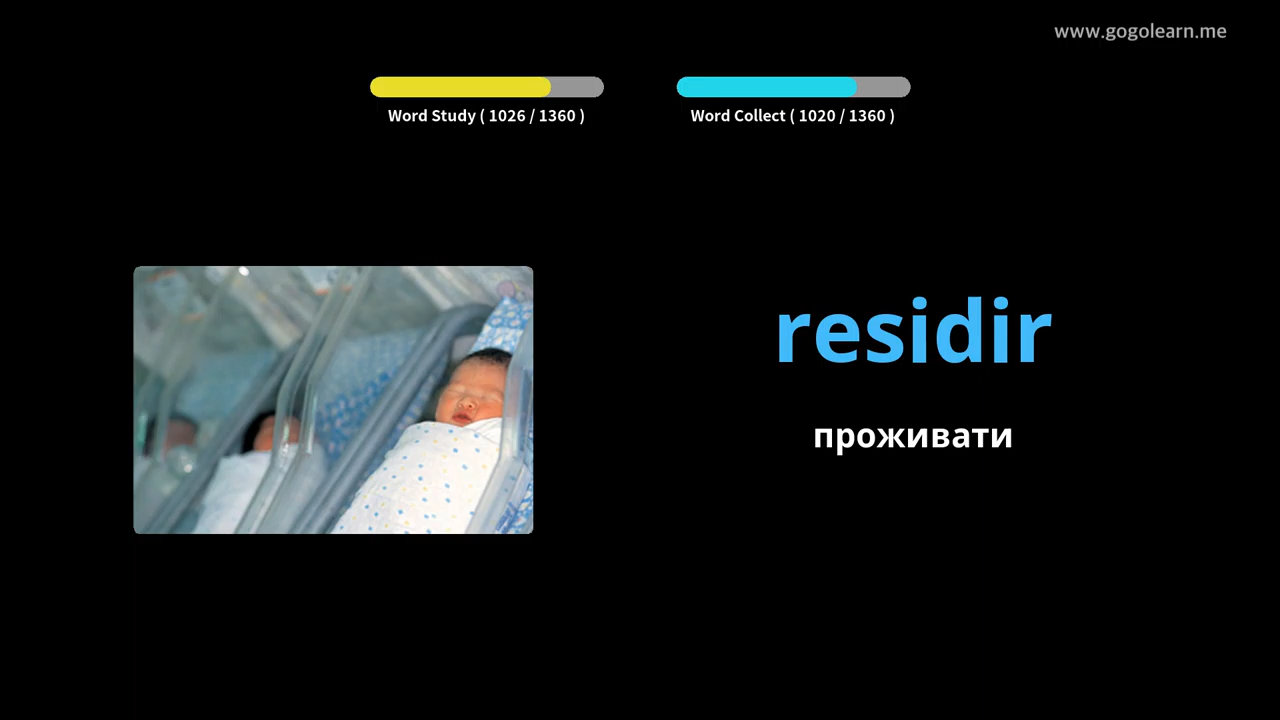 www.gogolearn.me
Word Study ( 1026 / 1360 )
Word Collect ( 1020 / 1360 )
residir
проживати